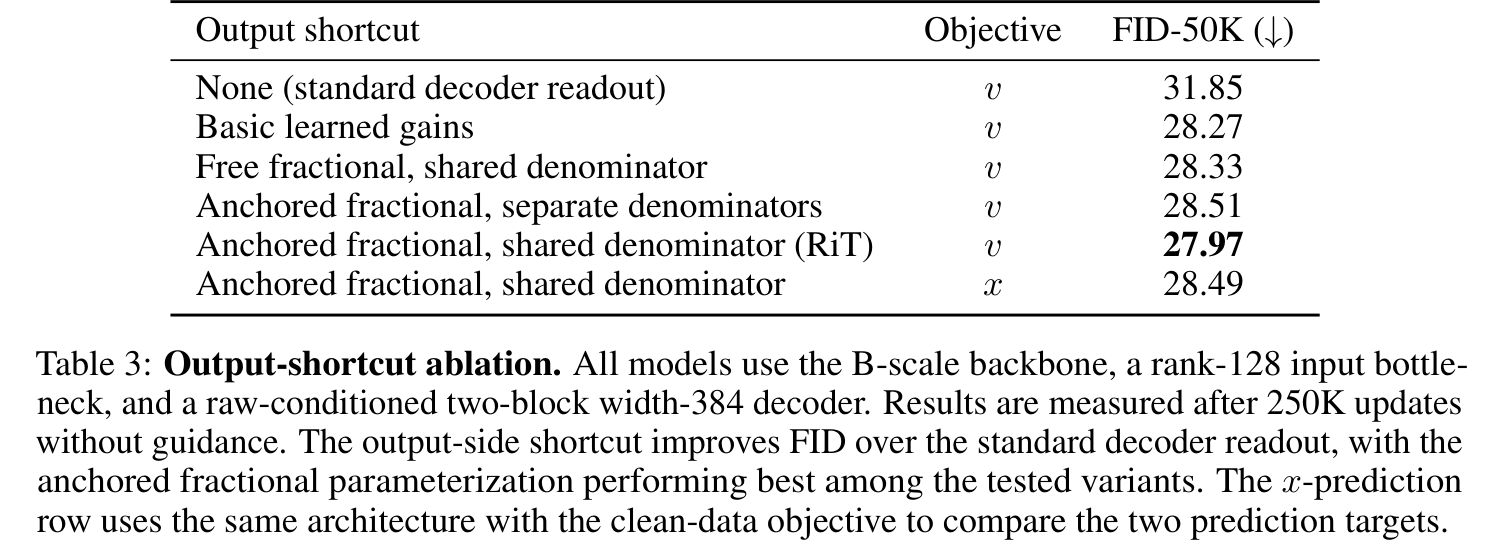 Output shortcut Objective FID-50K (↓)
None (standard decoder readout) v 31.85
Basic learned gains v 28.27
Free fractional, shared denominator v 28.33
Anchored fractional, separate denominators v 28.51
Anchored fractional, shared denominator (RiT) v 27.97
Anchored fractional, shared denominator x 28.49
Table 3: Output-shortcut ablation. All models use the B-scale backbone, a rank-128 input bottle-
neck, and a raw-conditioned two-block width-384 decoder. Results are measured after 250K updates
without guidance. The output-side shortcut improves FID over the standard decoder readout, with the
anchored fractional parameterization performing best among the tested variants. The x-prediction
row uses the same architecture with the clean-data objective to compare the two prediction targets.